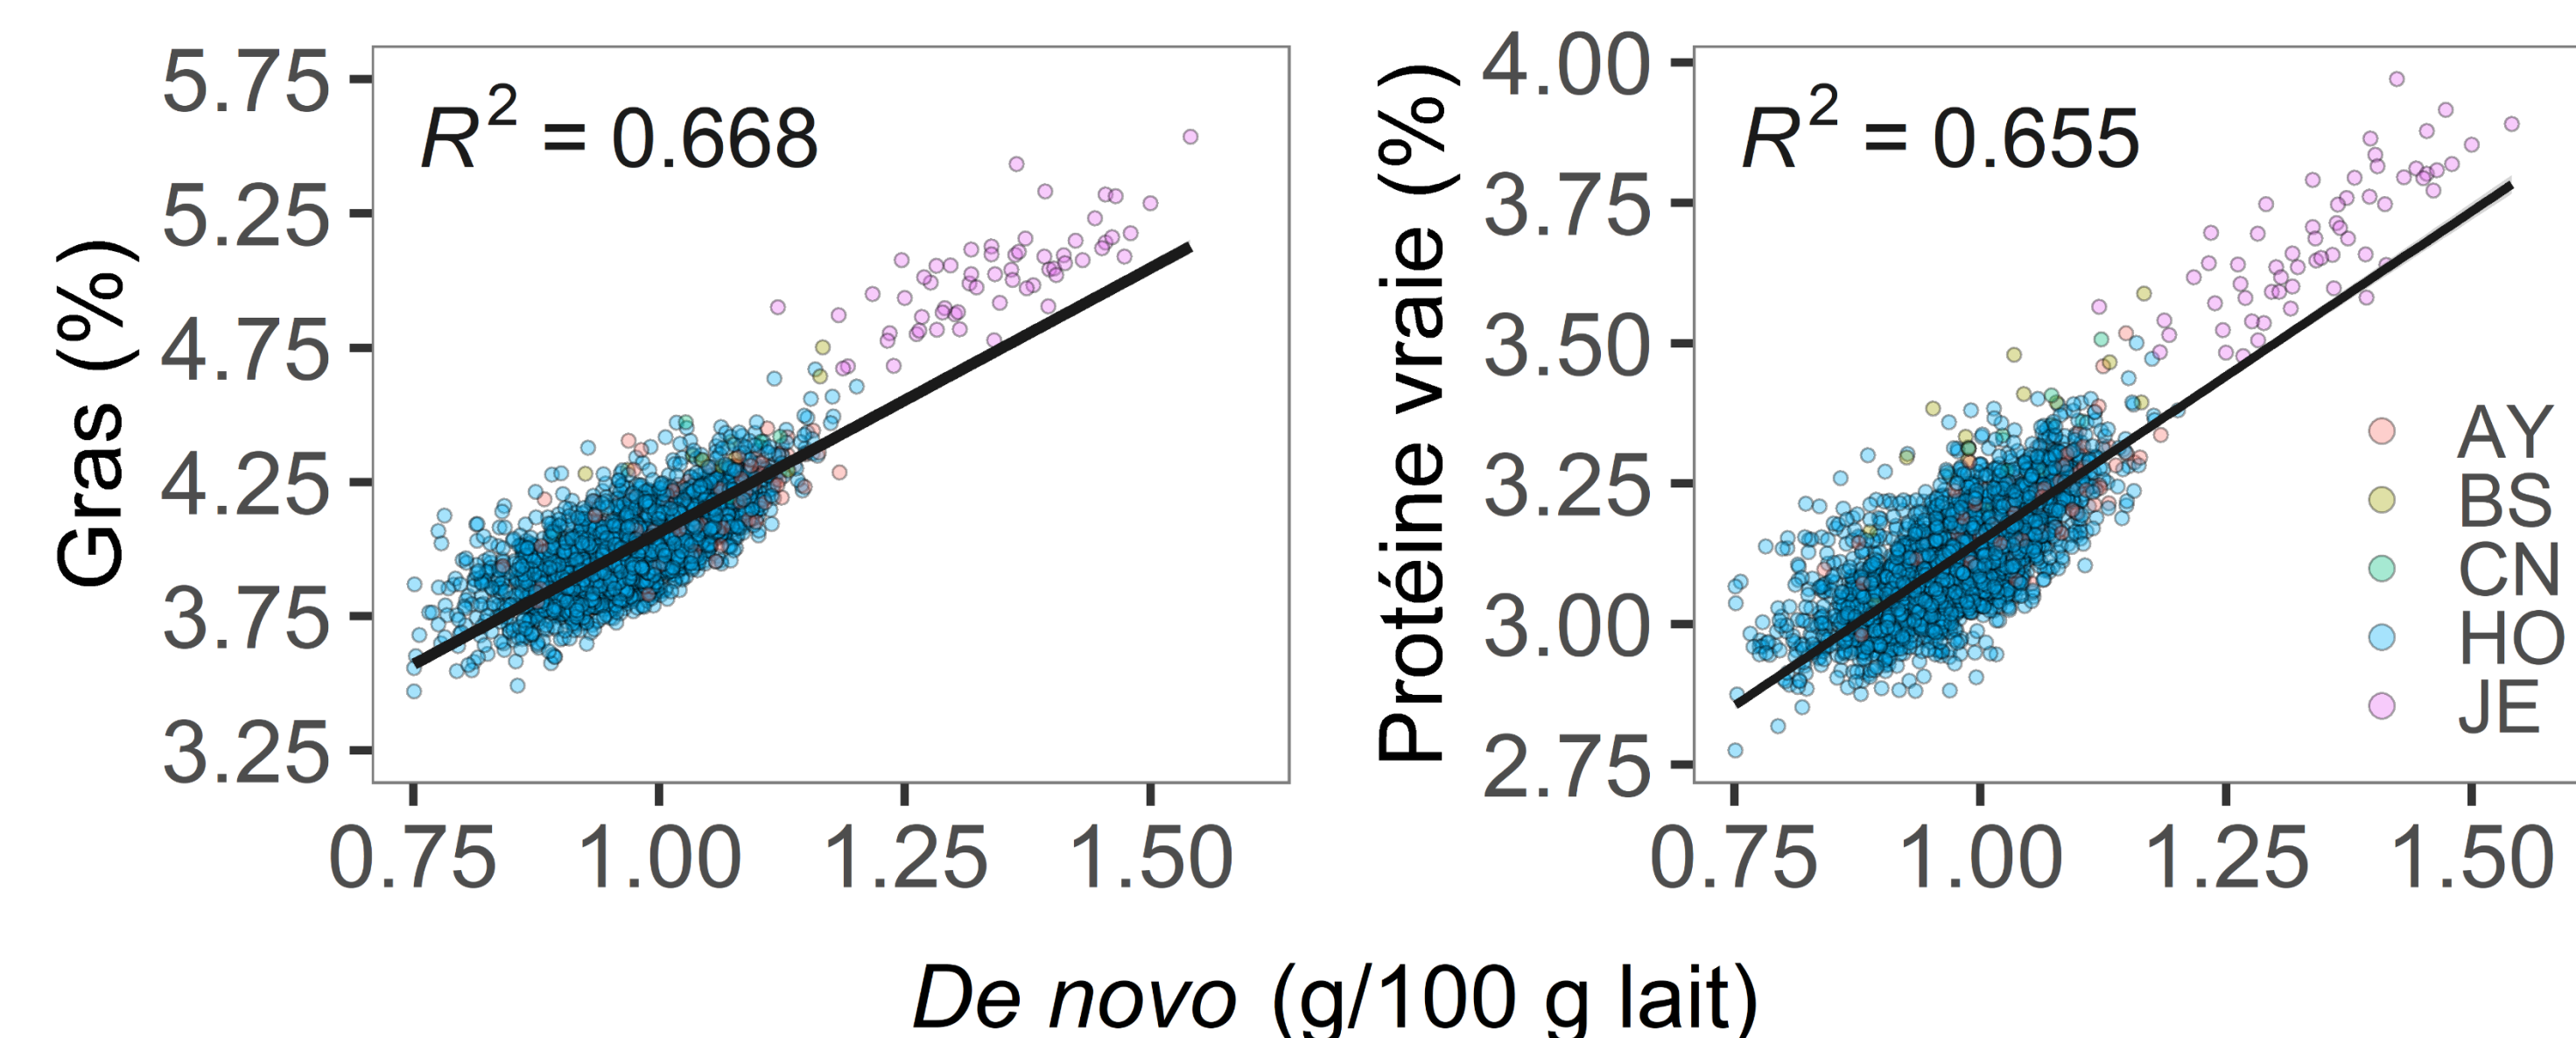 Gras (%)
5.75
5.25
4.75
4.25
3.75
3.25
R² = 0.668
0.75 1.00 1.25 1.50
Protéine vraie (%)
4.00
3.75
3.50
3.25
3.00
2.75
R² = 0.655
AY
BS
CN
HO
JE
0.75 1.00 1.25 1.50
De novo (g/100 g lait)